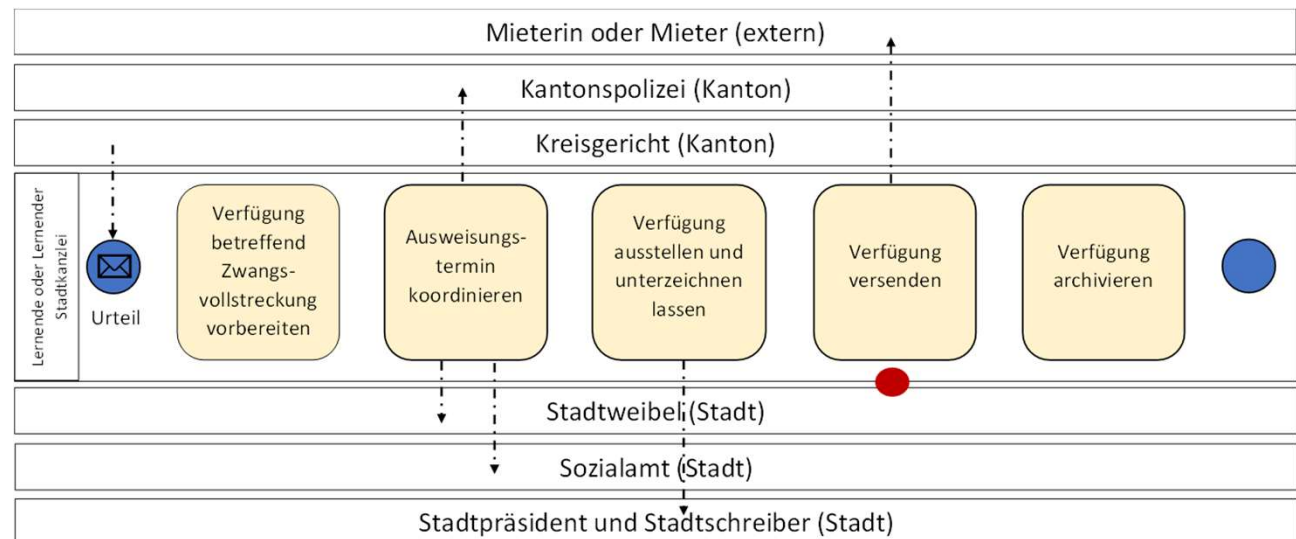 Mieterin oder Mieter (extern)
Kantonspolizei (Kanton)
Kreisgericht (Kanton)
Lernende oder Lernender
Stadtkanzlei
Urteil
Verfügung
betreffend
Zwangs-
vollstreckung
vorbereiten
Ausweisungs-
termin
koordinieren
Verfügung
ausstellen und
unterzeichnen
lassen
Verfügung
versenden
Verfügung
archivieren
Stadtweibel (Stadt)
Sozialamt (Stadt)
Stadtpräsident und Stadtschreiber (Stadt)